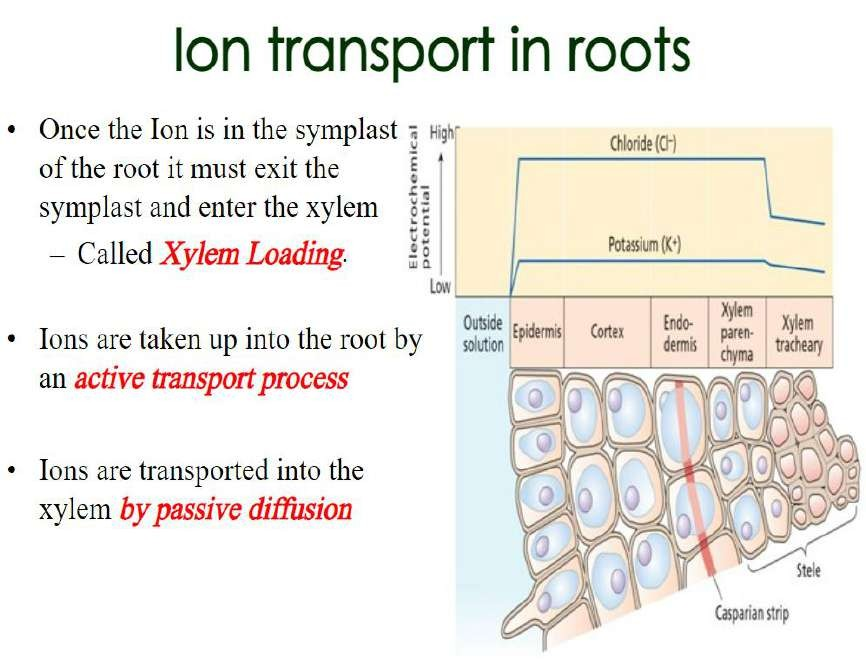 Ion transport in roots
• Once the Ion is in the symplast
of the root it must exit the
symplast and enter the xylem
– Called Xylem Loading.
• Ions are taken up into the root by
an active transport process
• Ions are transported into the
xylem by passive diffusion
Electrochemical
potential
High
Low
Chloride (Cl–)
Potassium (K+)
Outside
solution
Epidermis
Cortex
Endo-
dermis
Xylem
paren-
chyma
Xylem
tracheary
Stele
Casparian strip